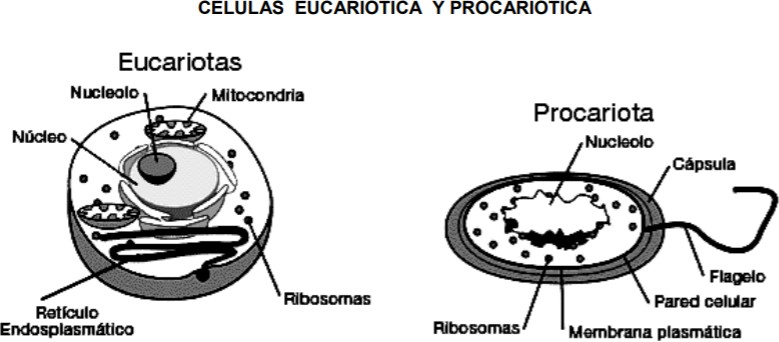 CELULAS EUCARIOTICA Y PROCARIOTICA
Eucariotas
Nucleolo
Mitocondria
Núcleo
Ribosomas
Retículo
Endosplasmático
Procariota
Nucleolo
Cápsula
Flagelo
Pared celular
Ribosomas
Membrana plasmática